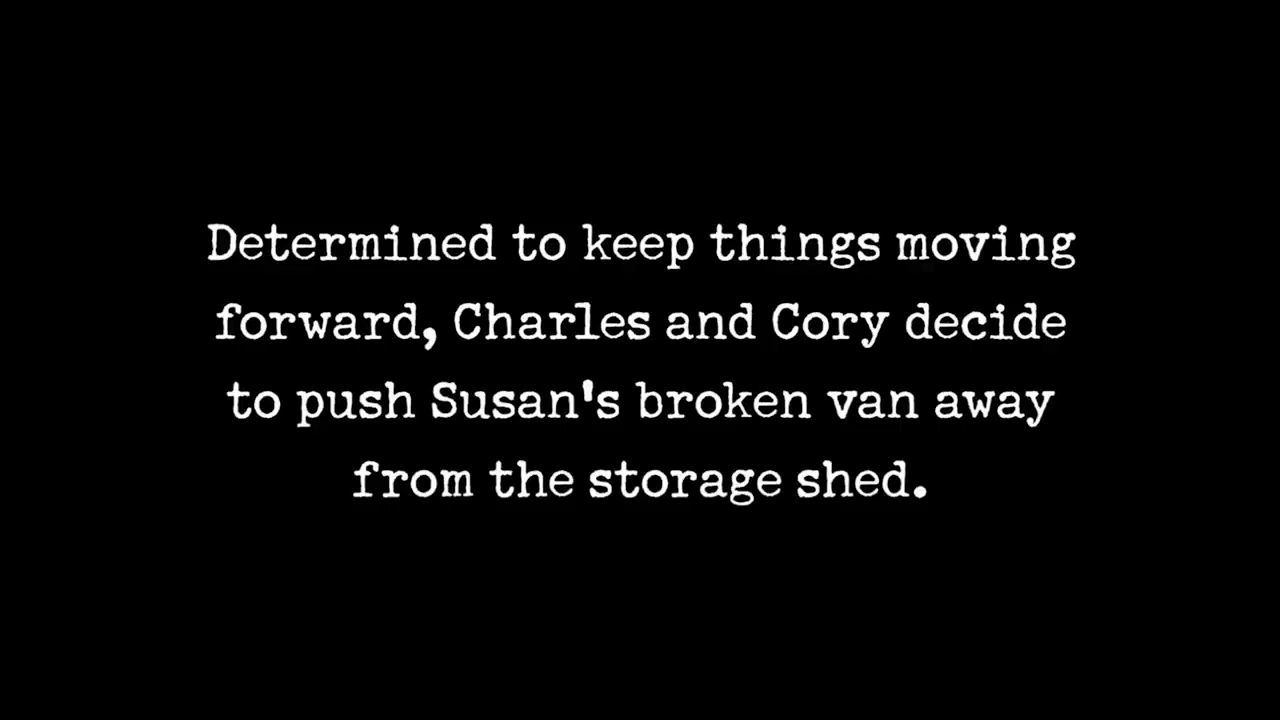 Determined to keep things moving
forward, Charles and Cory decide
to push Susan's broken van away
from the storage shed.